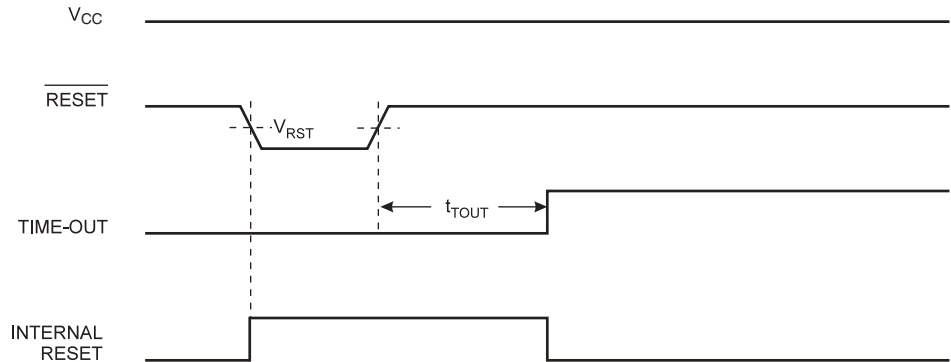 VCC
RESET
VRST
tTOUT
TIME-OUT
INTERNAL
RESET